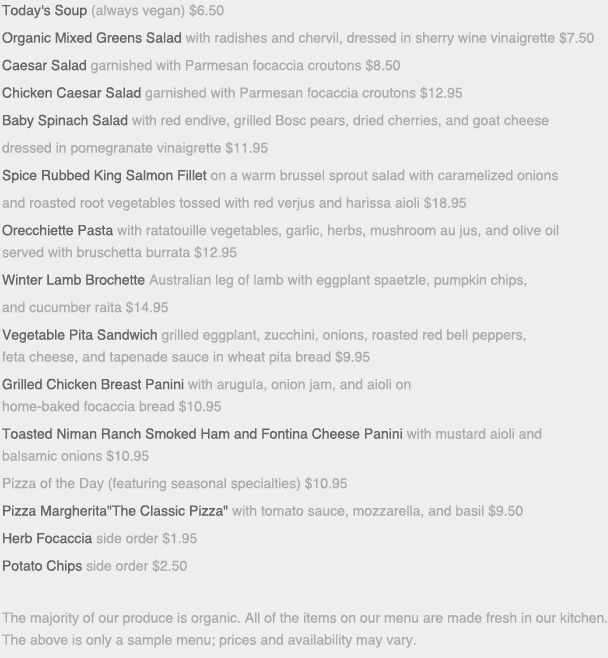 Today's Soup (always vegan) $6.50
Organic Mixed Greens Salad with radishes and chervil, dressed in sherry wine vinaigrette $7.50
Caesar Salad garnished with Parmesan focaccia croutons $8.50
Chicken Caesar Salad garnished with Parmesan focaccia croutons $12.95
Baby Spinach Salad with red endive, grilled Bosc pears, dried cherries, and goat cheese
dressed in pomegranate vinaigrette $11.95
Spice Rubbed King Salmon Fillet on a warm brussel sprout salad with caramelized onions
and roasted root vegetables tossed with red verjus and harissa aioli $18.95
Orecchiette Pasta with ratatouille vegetables, garlic, herbs, mushroom au jus, and olive oil
served with bruschetta burrata $12.95
Winter Lamb Brochette Australian leg of lamb with eggplant spaetzle, pumpkin chips,
and cucumber raita $14.95
Vegetable Pita Sandwich grilled eggplant, zucchini, onions, roasted red bell peppers,
feta cheese, and tapenade sauce in wheat pita bread $9.95
Grilled Chicken Breast Panini with arugula, onion jam, and aioli on
home-baked focaccia bread $10.95
Toasted Niman Ranch Smoked Ham and Fontina Cheese Panini with mustard aioli and
balsamic onions $10.95
Pizza of the Day (featuring seasonal specialties) $10.95
Pizza Margherita"The Classic Pizza" with tomato sauce, mozzarella, and basil $9.50
Herb Focaccia side order $1.95
Potato Chips side order $2.50
The majority of our produce is organic. All of the items on our menu are made fresh in our kitchen.
The above is only a sample menu; prices and availability may vary.